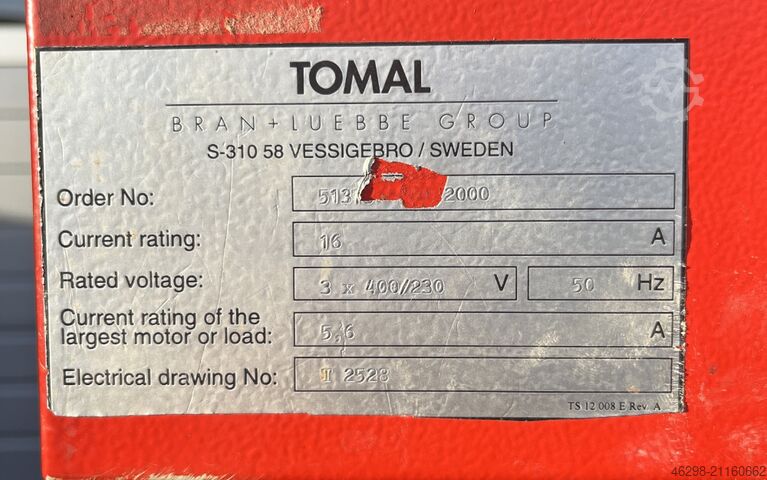 TOMAL
BRAN+LUEBBE GROUP
S-310 58 VESSIGEBRO / SWEDEN
Order No: 2000
Current rating: 16 A
Rated voltage: 3 x 400/230 V 50 Hz
Current rating of the
largest motor or load: 5,6 A
Electrical drawing No: T 2528
TS 12 008 E Rev. A
46298-21160662